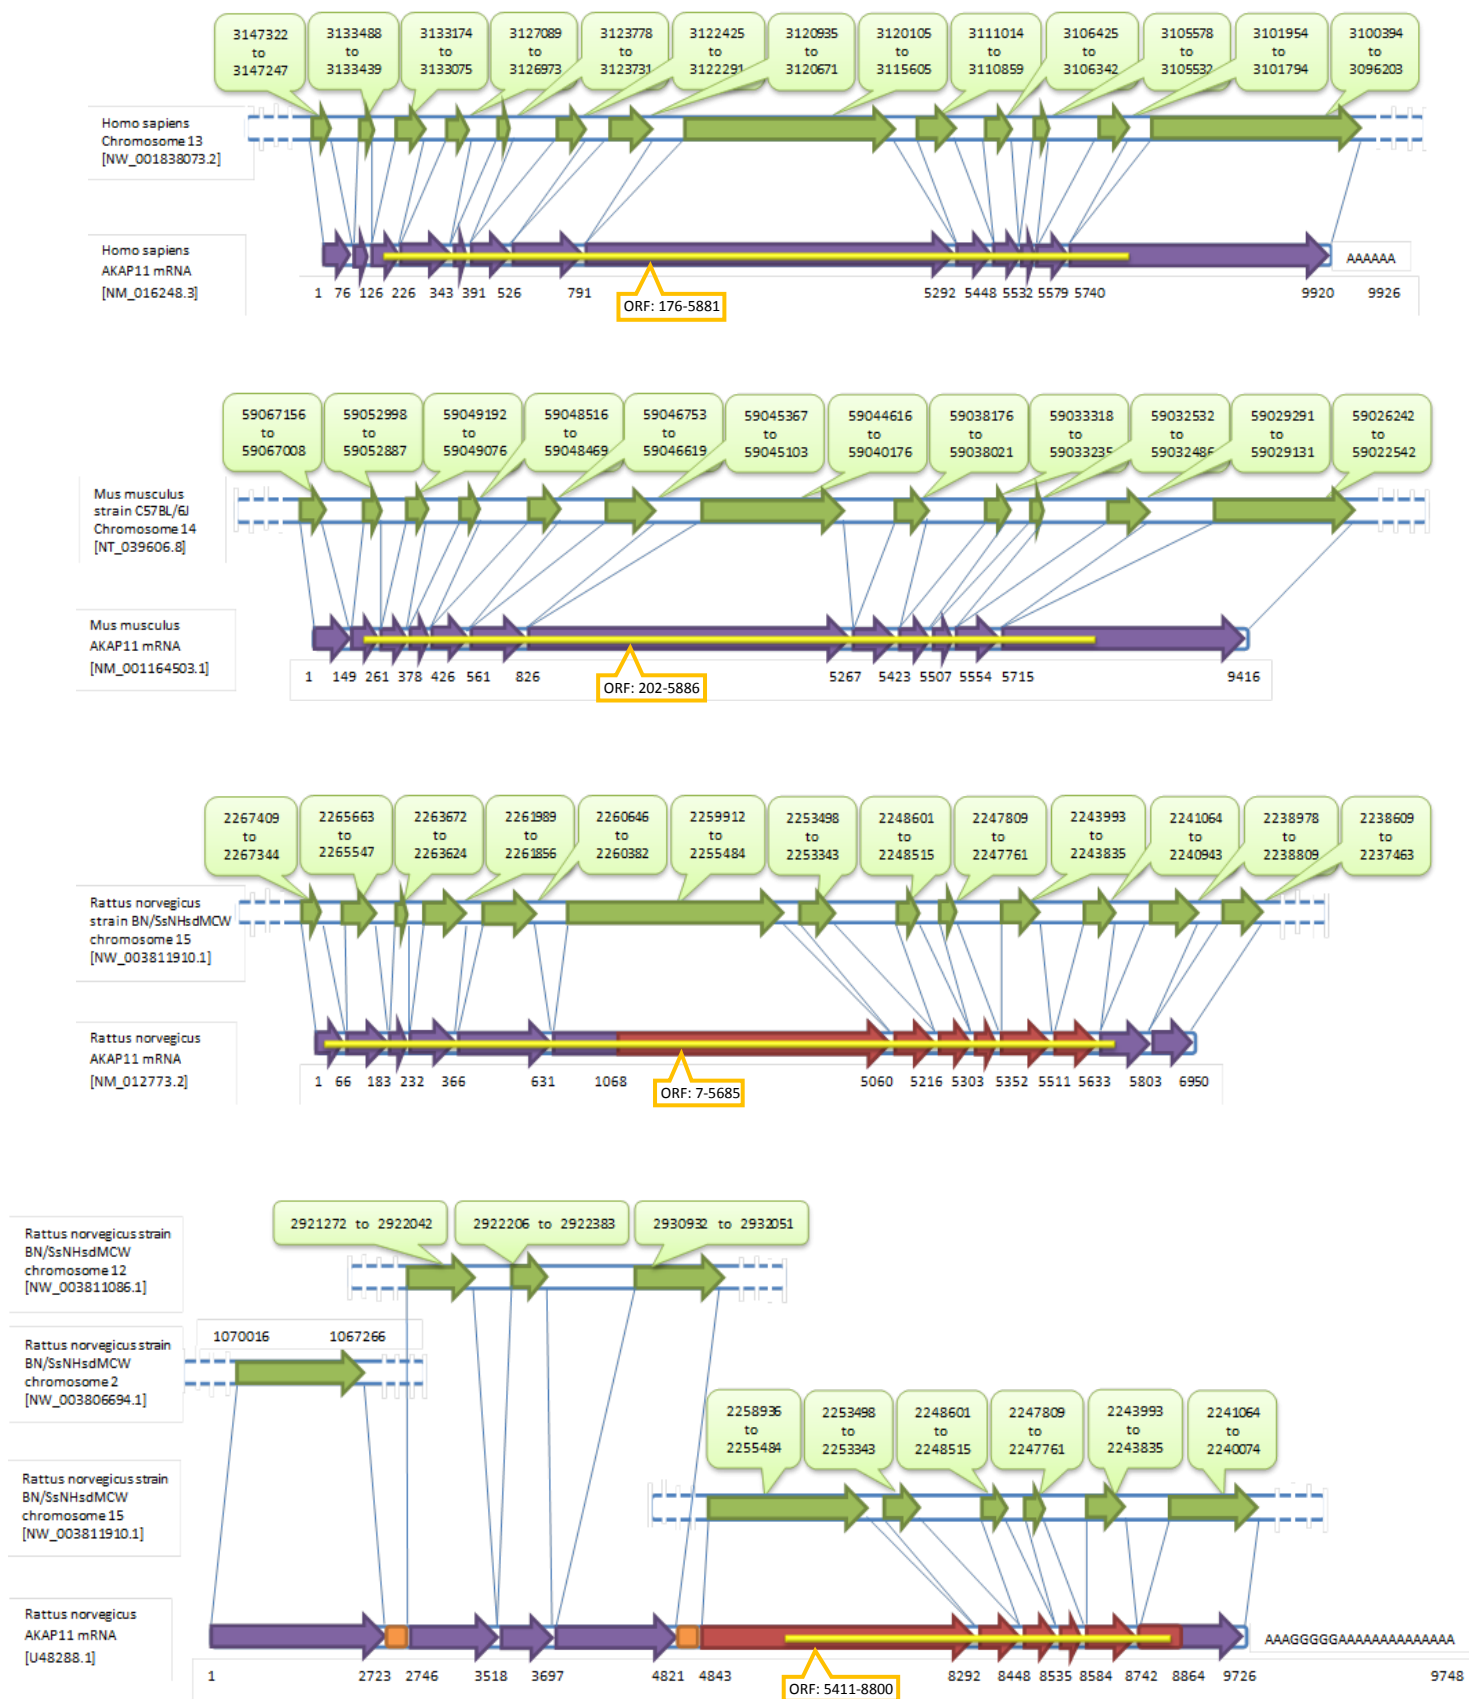 3147322 to 3147247
3133488 to 3133439
3133174 to 3133075
3127089 to 3126973
3123778 to 3123731
3122425 to 3122291
3120935 to 3120671
3120105 to 3115605
3111014 to 3110859
3106425 to 3106342
3105578 to 3105532
3101954 to 3101794
3100394 to 3096203
Homo sapiens
Chromosome 13
[NW_001838073.2]
Homo sapiens
AKAP11 mRNA
[NM_016248.3]
AAAAAA
1 76 126 226 343 391 526 791 5292 5448 5532 5579 5740 9920 9926
ORF: 176-5881
59067156 to 59067008
59052998 to 59052887
59049192 to 59049076
59048516 to 59048469
59046753 to 59046619
59045367 to 59045103
59044616 to 59040176
59038176 to 59038021
59033318 to 59033235
59032532 to 59032486
59029291 to 59029131
59026242 to 59022542
Mus musculus
strain C57BL/6J
Chromosome 14
[NT_039606.8]
Mus musculus
AKAP11 mRNA
[NM_001164503.1]
1 149 261 378 426 561 826 5267 5423 5507 5554 5715 9416
ORF: 202-5886
2267409 to 2267344
2265663 to 2265547
2263672 to 2263624
2261989 to 2261856
2260646 to 2260382
2259912 to 2255484
2253498 to 2253343
2248601 to 2248515
2247809 to 2247761
2243993 to 2243835
2241064 to 2240943
2238978 to 2238809
2238609 to 2237463
Rattus norvegicus
strain BN/SsNHsdMCW
chromosome 15
[NW_003811910.1]
Rattus norvegicus
AKAP11 mRNA
[NM_012773.2]
1 66 183 232 366 631 1068 5060 5216 5303 5352 5511 5633 5803 6950
ORF: 7-5685
2921272 to 2922042
2922206 to 2922383
2930932 to 2932051
Rattus norvegicus strain
BN/SsNHsdMCW
chromosome 12
[NW_003811086.1]
1070016 1067266
Rattus norvegicus strain
BN/SsNHsdMCW
chromosome 2
[NW_003806694.1]
2258936 to 2255484
2253498 to 2253343
2248601 to 2248515
2247809 to 2247761
2243993 to 2243835
2241064 to 2240074
Rattus norvegicus strain
BN/SsNHsdMCW
chromosome 15
[NW_003811910.1]
Rattus norvegicus
AKAP11 mRNA
[U48288.1]
AAAGGGGGAAAAAAAAAAAAAA
1 2723 2746 3518 3697 4821 4843 8292 8448 8535 8584 8742 8864 9726 9748
ORF: 5411-8800